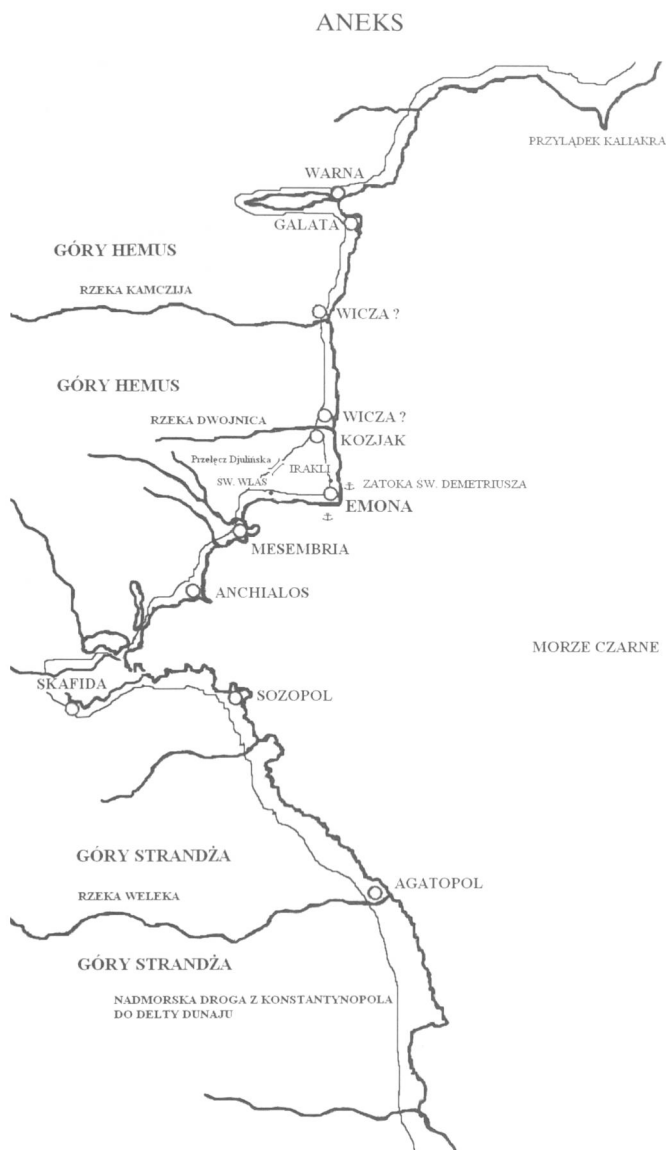 ANEKS
PRZYLĄDEK KALIAKRA
WARNA
GALATA
GÓRY HEMUS
RZEKA KAMCZIJA
WICZA ?
GÓRY HEMUS
RZEKA DWOJNICA
WICZA ?
KOZJAK
Przełęcz Djulińska
IRAKLI
SW. WŁAS
ZATOKA SW. DEMETRIUSZA
EMONA
MESEMBRIA
ANCHIALOS
MORZE CZARNE
SKAFIDA
SOZOPOL
GÓRY STRANDŻA
AGATOPOL
RZEKA WELEKA
GÓRY STRANDŻA
NADMORSKA DROGA Z KONSTANTYNOPOLA
DO DELTY DUNAJU